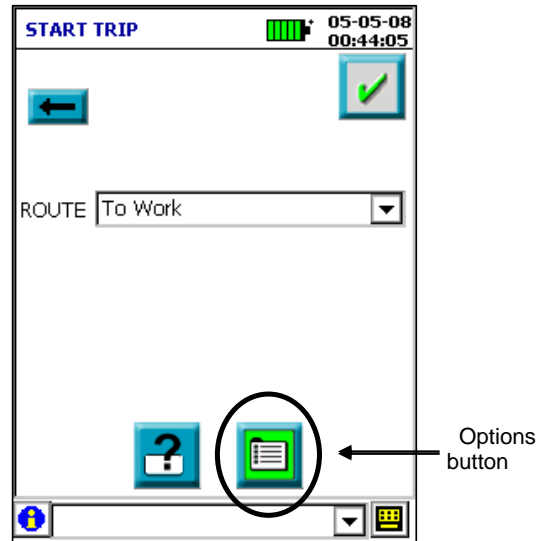 START TRIP
05-05-08
00:44:05
ROUTE To Work
?
Options
button